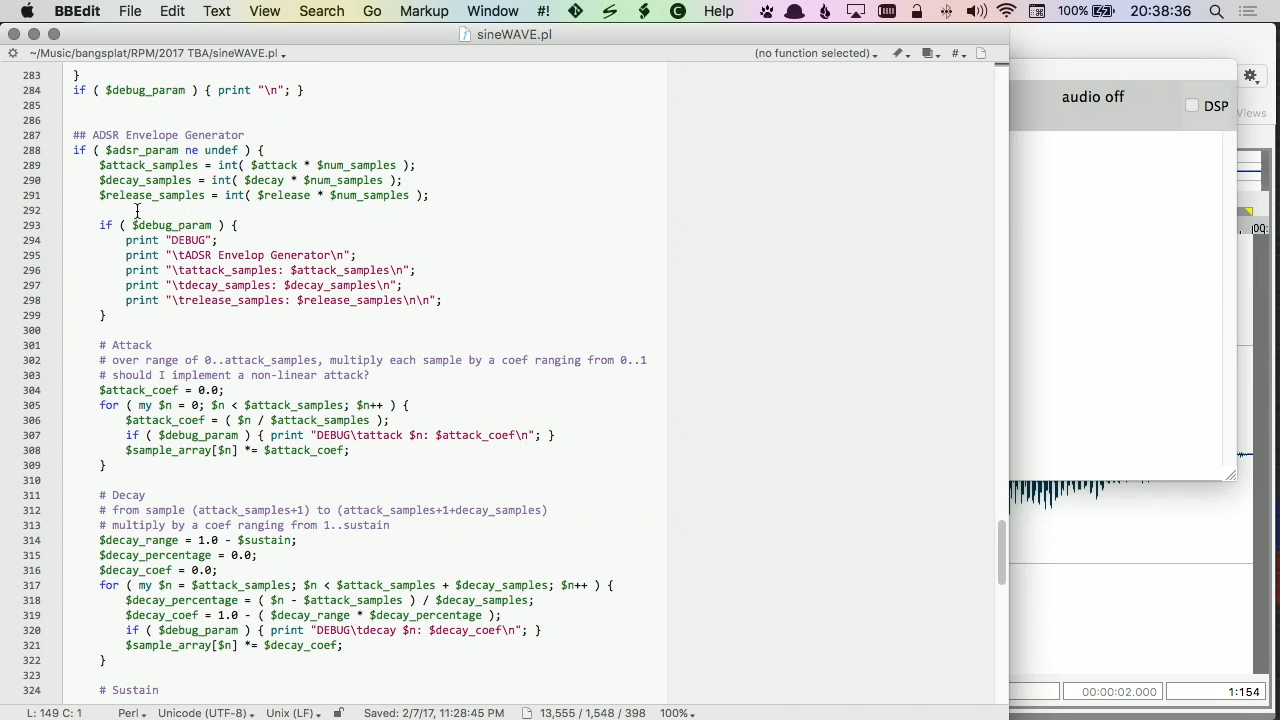 BBEdit File Edit Text View Search Go Markup Window #! Help 100% 20:38:36
sineWAVE.pl
~/Music/bangsplat/RPM/2017 TBA/sineWAVE.pl (no function selected) #
283 }
284 if ( $debug_param ) { print "\n"; }
285
286
287 ## ADSR Envelope Generator
288 if ( $adsr_param ne undef ) {
289 $attack_samples = int( $attack * $num_samples );
290 $decay_samples = int( $decay * $num_samples );
291 $release_samples = int( $release * $num_samples );
292
293 if ( $debug_param ) {
294 print "DEBUG";
295 print "\tADSR Envelop Generator\n";
296 print "\tattack_samples: $attack_samples\n";
297 print "\tdecay_samples: $decay_samples\n";
298 print "\trelease_samples: $release_samples\n\n";
299 }
300
301 # Attack
302 # over range of 0..attack_samples, multiply each sample by a coef ranging from 0..1
303 # should I implement a non-linear attack?
304 $attack_coef = 0.0;
305 for ( my $n = 0; $n < $attack_samples; $n++ ) {
306 $attack_coef = ( $n / $attack_samples );
307 if ( $debug_param ) { print "DEBUG\tattack $n: $attack_coef\n"; }
308 $sample_array[$n] *= $attack_coef;
309 }
310
311 # Decay
312 # from sample (attack_samples+1) to (attack_samples+1+decay_samples)
313 # multiply by a coef ranging from 1..sustain
314 $decay_range = 1.0 - $sustain;
315 $decay_percentage = 0.0;
316 $decay_coef = 0.0;
317 for ( my $n = $attack_samples; $n < $attack_samples + $decay_samples; $n++ ) {
318 $decay_percentage = ( $n - $attack_samples ) / $decay_samples;
319 $decay_coef = 1.0 - ( $decay_range * $decay_percentage );
320 if ( $debug_param ) { print "DEBUG\tdecay $n: $decay_coef\n"; }
321 $sample_array[$n] *= $decay_coef;
322 }
323
324 # Sustain
L: 149 C: 1 Perl Unicode (UTF-8) Unix (LF) Saved: 2/7/17, 11:28:45 PM 13,555 / 1,548 / 398 100%
audio off DSP
Views
00:
00:00:02.000 1:154